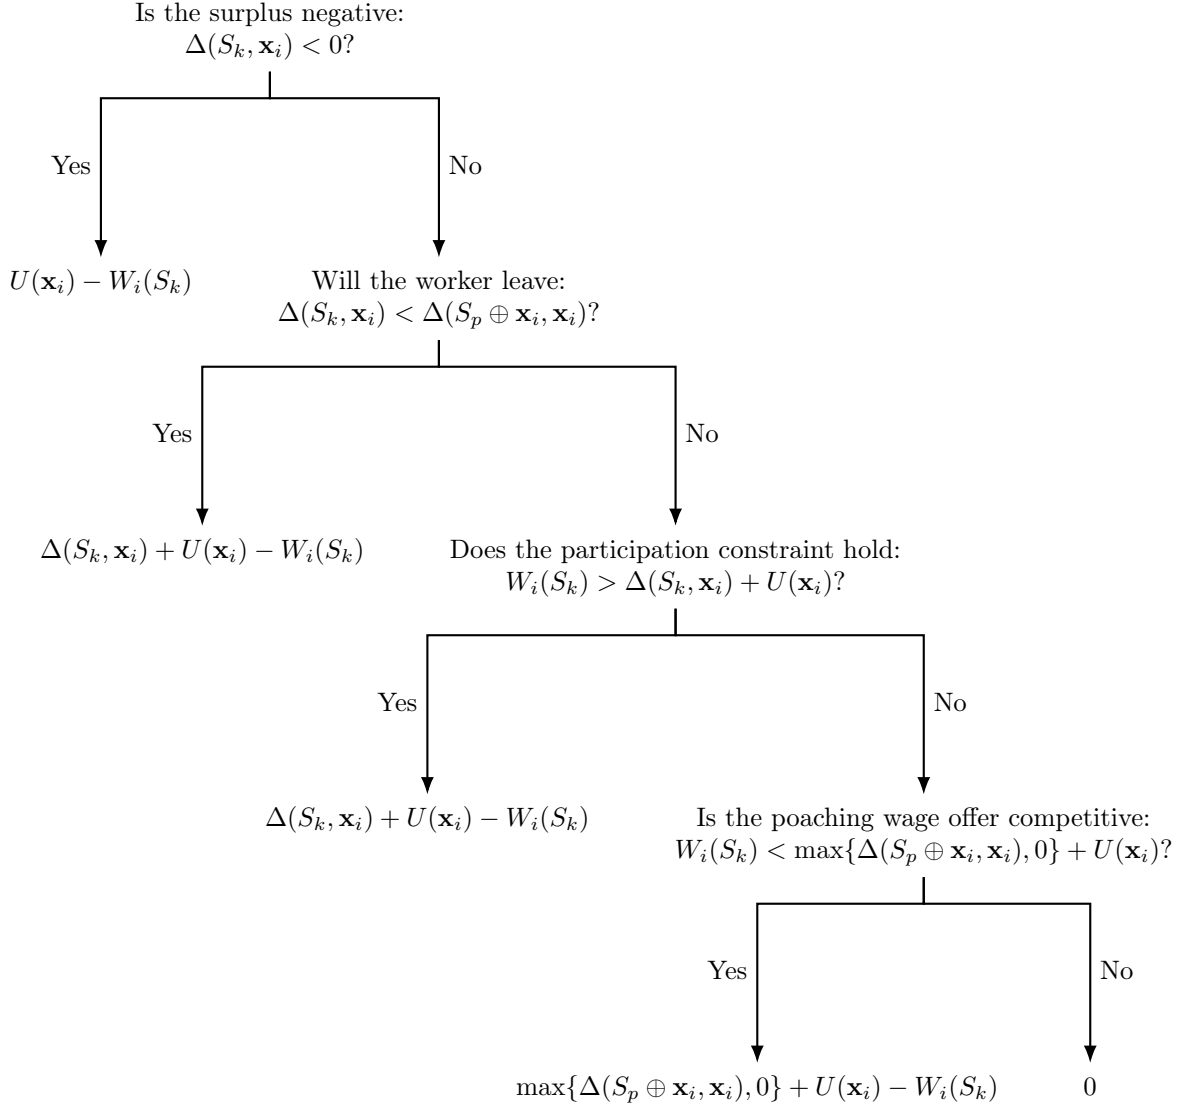 Is the surplus negative:
Δ(S_k, 𝐱_i) < 0?
Yes
No
U(𝐱_i) − W_i(S_k)
Will the worker leave:
Δ(S_k, 𝐱_i) < Δ(S_p ⊕ 𝐱_i, 𝐱_i)?
Yes
No
Δ(S_k, 𝐱_i) + U(𝐱_i) − W_i(S_k)
Does the participation constraint hold:
W_i(S_k) > Δ(S_k, 𝐱_i) + U(𝐱_i)?
Yes
No
Δ(S_k, 𝐱_i) + U(𝐱_i) − W_i(S_k)
Is the poaching wage offer competitive:
W_i(S_k) < max{Δ(S_p ⊕ 𝐱_i, 𝐱_i), 0} + U(𝐱_i)?
Yes
No
max{Δ(S_p ⊕ 𝐱_i, 𝐱_i), 0} + U(𝐱_i) − W_i(S_k)
0